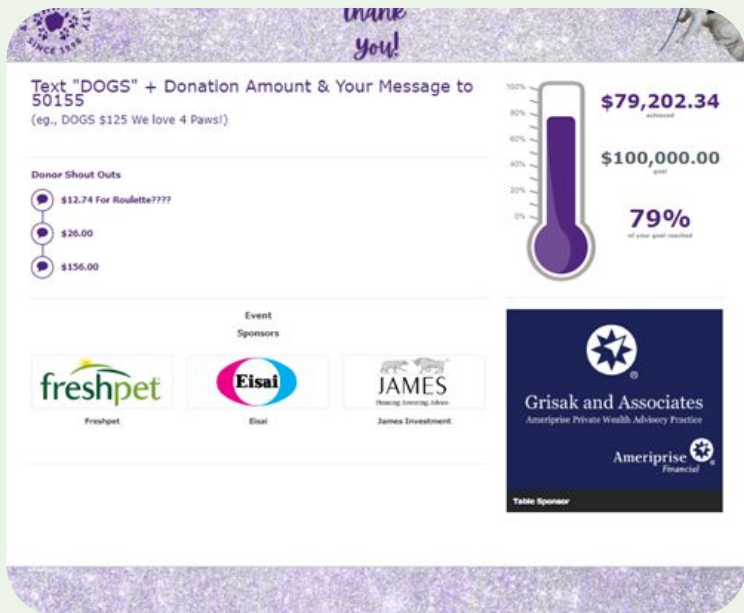 SINCE 1998
thank
you!
Text "DOGS" + Donation Amount & Your Message to
50155
(eg., DOGS $125 We love 4 Paws!)
Donor Shout Outs
$12.74 For Roulette????
$26.00
$156.00
100%
80%
60%
40%
20%
0%
$79,202.34
achieved
$100,000.00
goal
79%
of your goal reached
Event
Sponsors
freshpet
Freshpet
Eisai
Eisai
JAMES
Planning. Investing. Advice.
James Investment
Grisak and Associates
Ameriprise Private Wealth Advisory Practice
Ameriprise
Financial
Table Sponsor